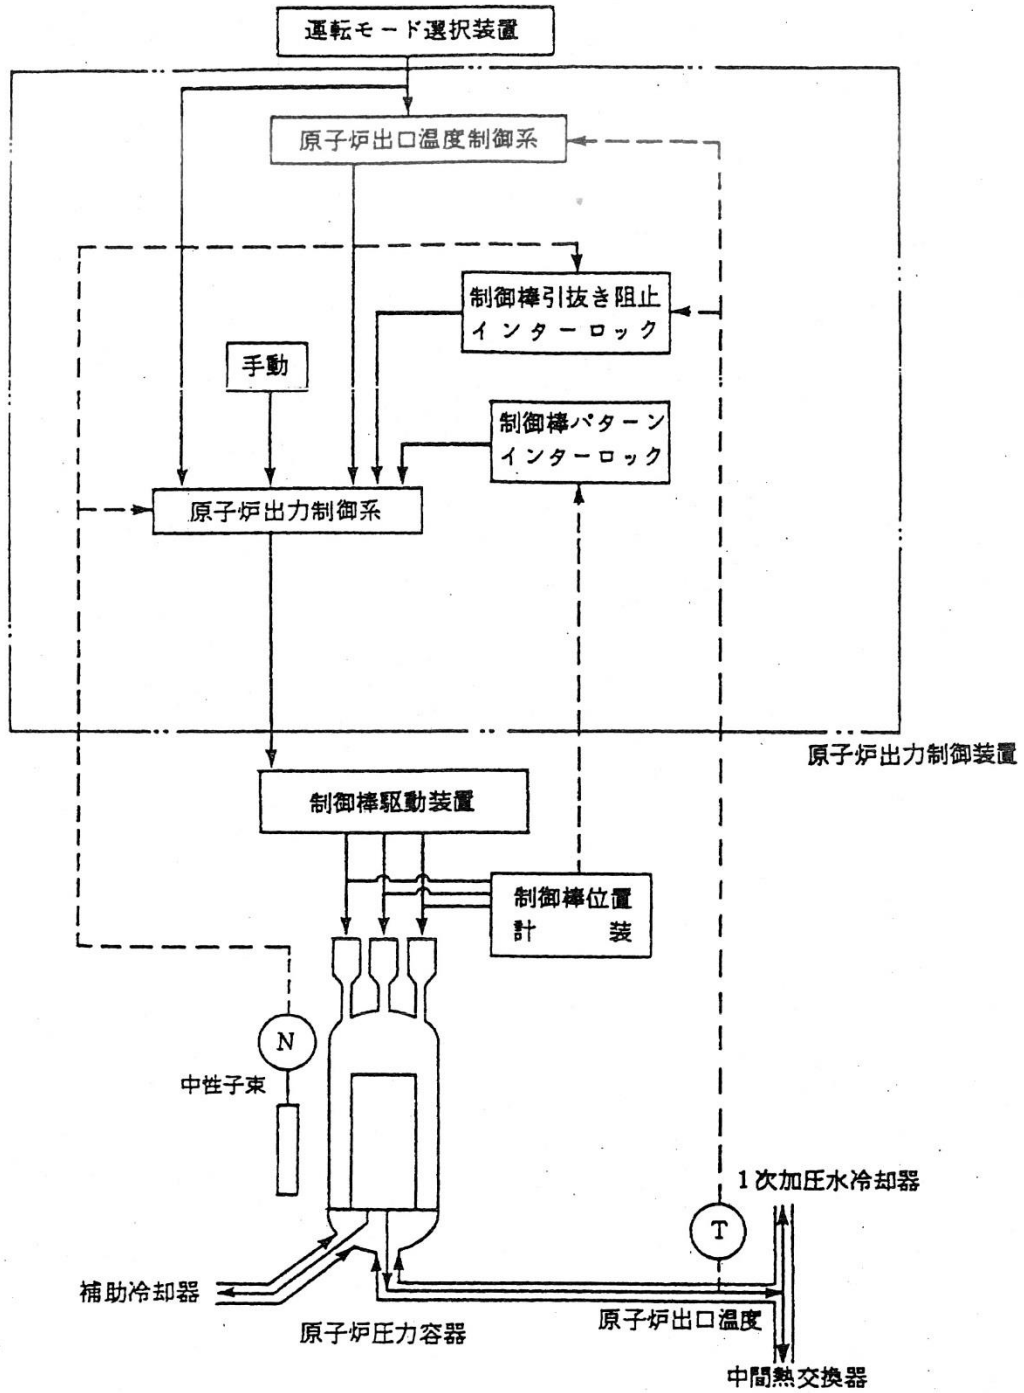 運転モード選択装置
原子炉出口温度制御系
制御棒引抜き阻止
インターロック
手動
制御棒パターン
インターロック
原子炉出力制御系
原子炉出力制御装置
制御棒駆動装置
制御棒位置
計 装
N
中性子束
1次加圧水冷却器
T
補助冷却器
原子炉出口温度
原子炉圧力容器
中間熱交換器